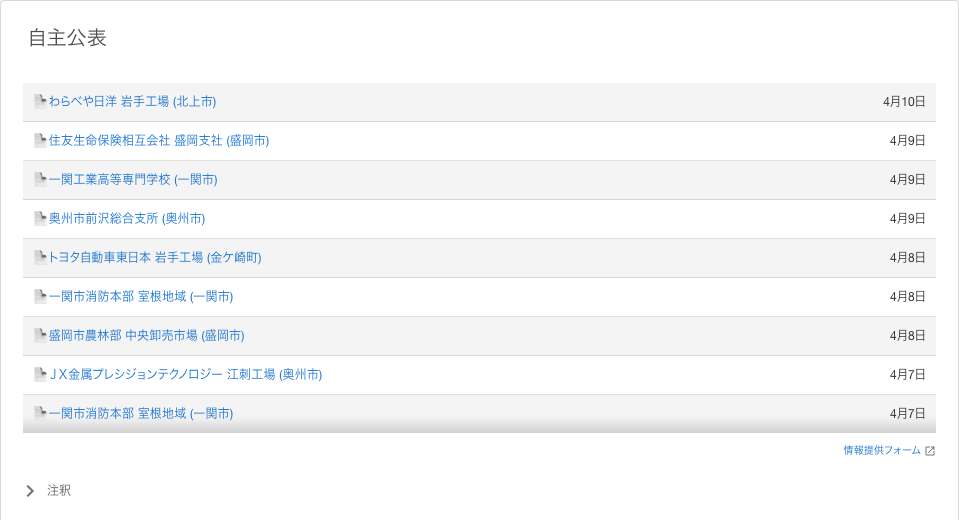 自主公表
わらべや日洋 岩手工場 (北上市) 4月10日
住友生命保険相互会社 盛岡支社 (盛岡市) 4月9日
一関工業高等専門学校 (一関市) 4月9日
奥州市前沢総合支所 (奥州市) 4月9日
トヨタ自動車東日本 岩手工場 (金ケ崎町) 4月8日
一関市消防本部 室根地域 (一関市) 4月8日
盛岡市農林部 中央卸売市場 (盛岡市) 4月8日
ＪＸ金属プレシジョンテクノロジー 江刺工場 (奥州市) 4月7日
一関市消防本部 室根地域 (一関市) 4月7日
情報提供フォーム
注釈